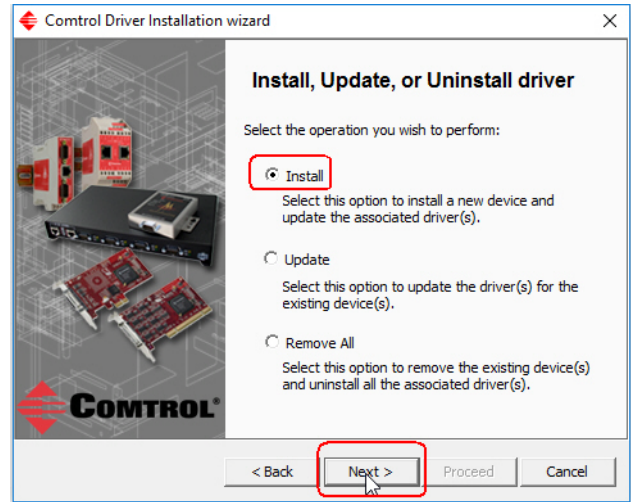 Comtrol Driver Installation wizard
Install, Update, or Uninstall driver
Select the operation you wish to perform:
Install
Select this option to install a new device and
update the associated driver(s).
Update
Select this option to update the driver(s) for the
existing device(s).
Remove All
Select this option to remove the existing device(s)
and uninstall all the associated driver(s).
COMTROL®
< Back
Next >
Proceed
Cancel